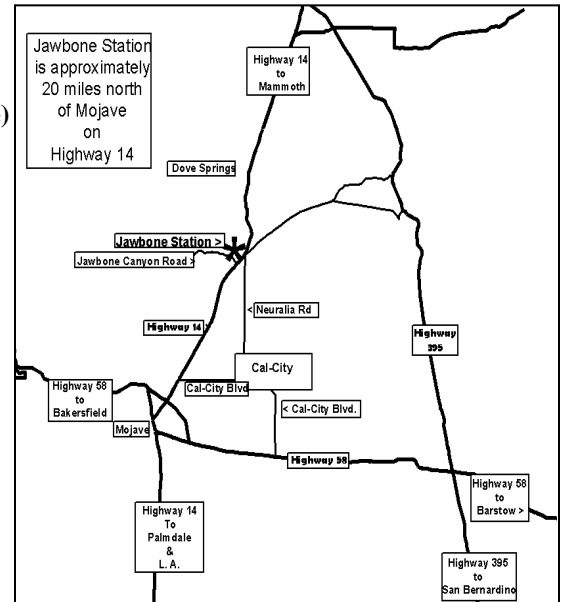 Jawbone Station
is approximately
20 miles north
of Mojave
on
Highway 14
)
Highway 14
to
Mammoth
Dove Springs
Jawbone Station >
Jawbone Canyon Road >
< Neuralia Rd
Highway 14
Highway
395
Cal-City
Cal-City Blvd
Highway 58
to
Bakersfield
< Cal-City Blvd.
Mojave
Highway 58
Highway 58
to
Barstow >
Highway 14
To
Palmdale
&
L. A.
Highway 395
to
San Bernardino